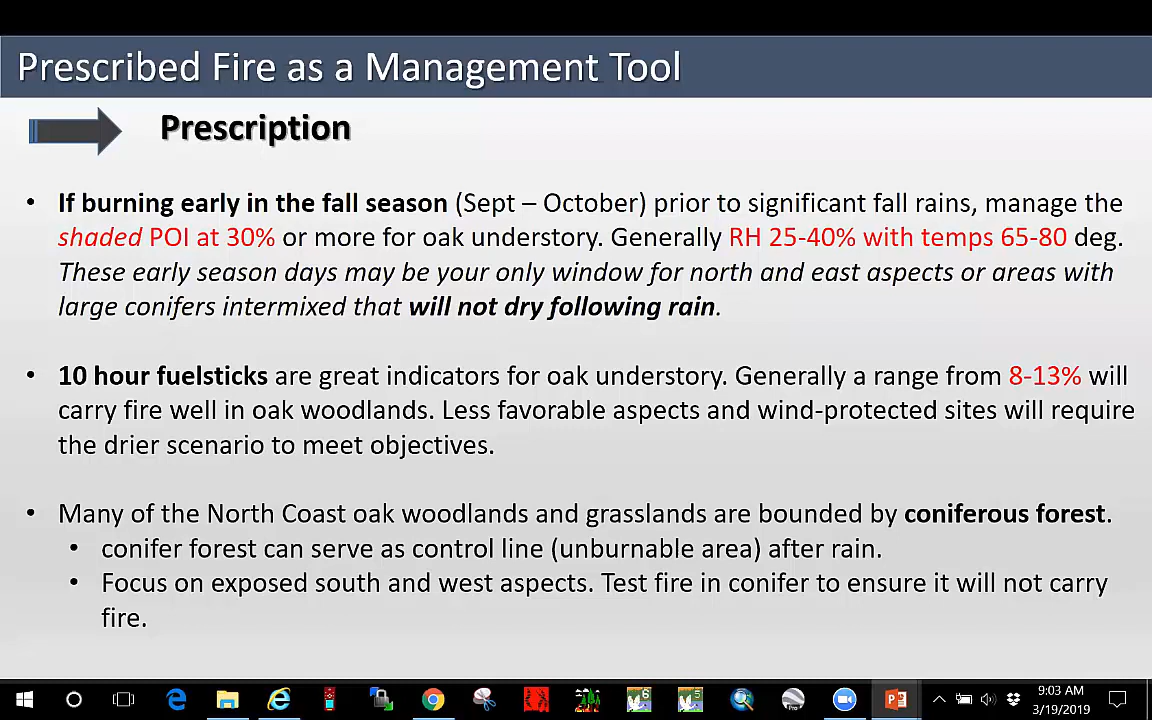 Prescribed Fire as a Management Tool
Prescription
• If burning early in the fall season (Sept – October) prior to significant fall rains, manage the
shaded POI at 30% or more for oak understory. Generally RH 25-40% with temps 65-80 deg.
These early season days may be your only window for north and east aspects or areas with
large conifers intermixed that will not dry following rain.
• 10 hour fuelsticks are great indicators for oak understory. Generally a range from 8-13% will
carry fire well in oak woodlands. Less favorable aspects and wind-protected sites will require
the drier scenario to meet objectives.
• Many of the North Coast oak woodlands and grasslands are bounded by coniferous forest.
• conifer forest can serve as control line (unburnable area) after rain.
• Focus on exposed south and west aspects. Test fire in conifer to ensure it will not carry
fire.
6
5
Pro
9:03 AM
3/19/2019